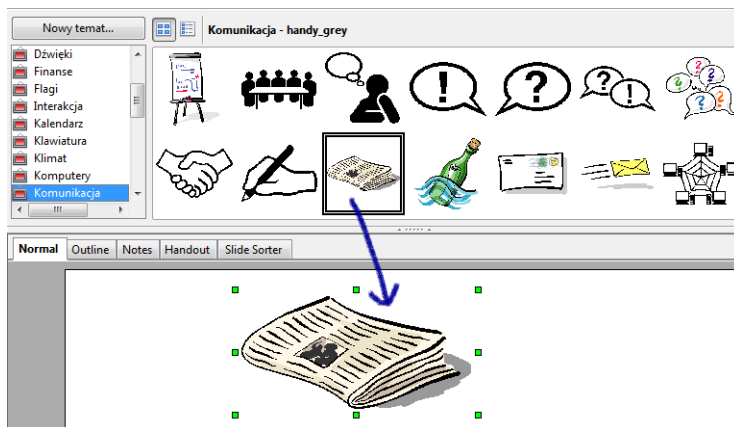 Nowy temat...
Komunikacja - handy_grey
Dźwięki
Finanse
Flagi
Interakcja
Kalendarz
Klawiatura
Klimat
Komputery
Komunikacja
Normal
Outline
Notes
Handout
Slide Sorter